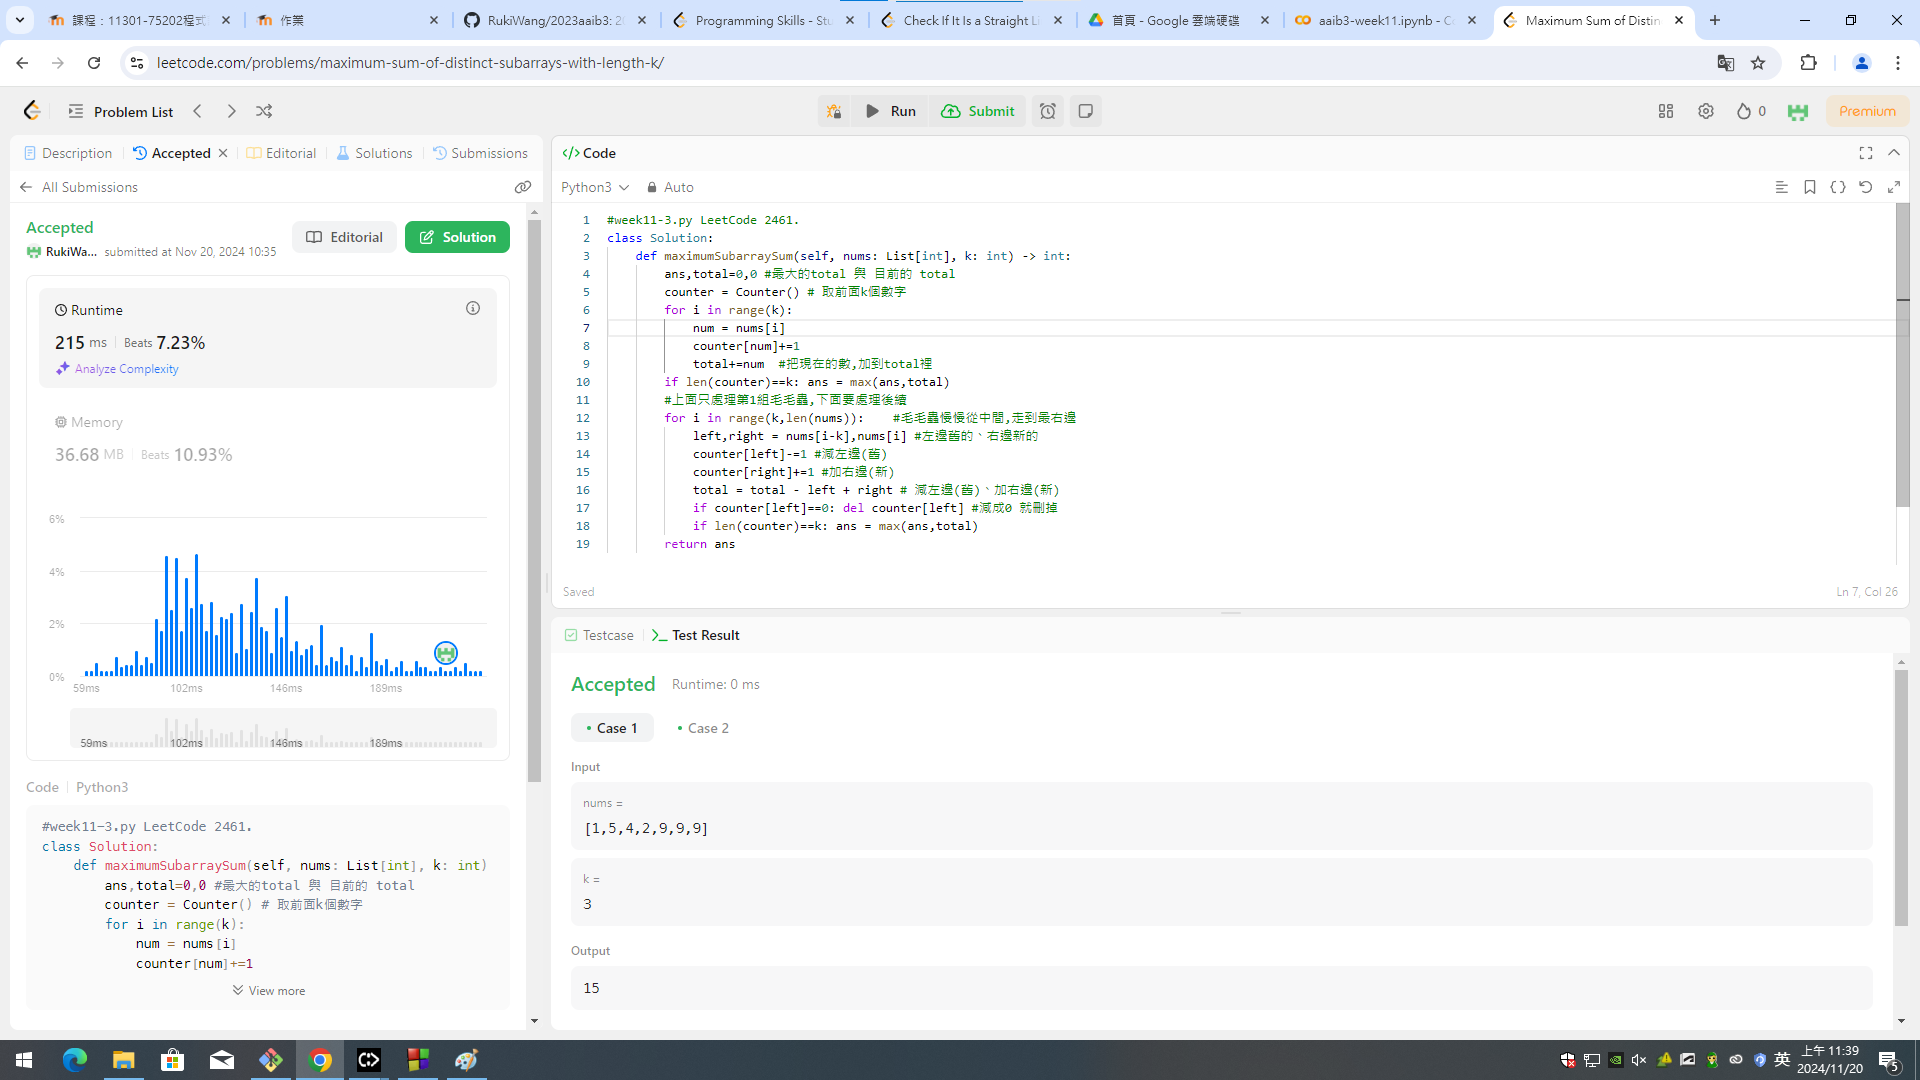 課程：11301-75202程式
作業
RukiWang/2023aaib3: 2
Programming Skills - Stu
Check If It Is a Straight Li
首頁 - Google 雲端硬碟
aaib3-week11.ipynb - Co
Maximum Sum of Distin
leetcode.com/problems/maximum-sum-of-distinct-subarrays-with-length-k/
Problem List
Run
Submit
0
Premium
Description
Accepted
Editorial
Solutions
Submissions
All Submissions
Accepted
RukiWa... submitted at Nov 20, 2024 10:35
Editorial
Solution
Runtime
215 ms Beats 7.23%
Analyze Complexity
Memory
36.68 MB Beats 10.93%
6%
4%
2%
0%
59ms 102ms 146ms 189ms
59ms 102ms 146ms 189ms
Code Python3
#week11-3.py LeetCode 2461.
class Solution:
def maximumSubarraySum(self, nums: List[int], k: int)
ans,total=0,0 #最大的total 與 目前的 total
counter = Counter() # 取前面k個數字
for i in range(k):
num = nums[i]
counter[num]+=1
View more
Code
Python3 Auto
1 #week11-3.py LeetCode 2461.
2 class Solution:
3 def maximumSubarraySum(self, nums: List[int], k: int) -> int:
4 ans,total=0,0 #最大的total 與 目前的 total
5 counter = Counter() # 取前面k個數字
6 for i in range(k):
7 num = nums[i]
8 counter[num]+=1
9 total+=num #把現在的數,加到total裡
10 if len(counter)==k: ans = max(ans,total)
11 #上面只處理第1組毛毛蟲,下面要處理後續
12 for i in range(k,len(nums)): #毛毛蟲慢慢從中間,走到最右邊
13 left,right = nums[i-k],nums[i] #左邊舊的、右邊新的
14 counter[left]-=1 #減左邊(舊)
15 counter[right]+=1 #加右邊(新)
16 total = total - left + right # 減左邊(舊)、加右邊(新)
17 if counter[left]==0: del counter[left] #減成0 就刪掉
18 if len(counter)==k: ans = max(ans,total)
19 return ans
Saved
Ln 7, Col 26
Testcase
Test Result
Accepted Runtime: 0 ms
Case 1
Case 2
Input
nums =
[1,5,4,2,9,9,9]
k =
3
Output
15
英
上午 11:39
2024/11/20
5